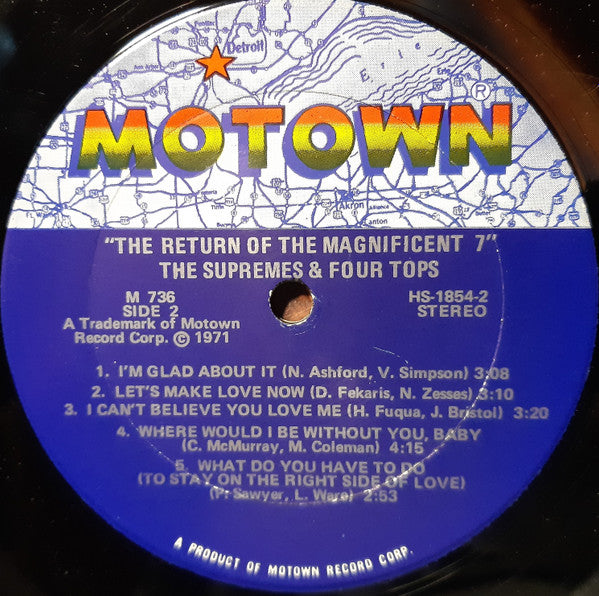 Detroit
Erie
MOTOWN®
Akron
Canton
"THE RETURN OF THE MAGNIFICENT 7"
THE SUPREMES & FOUR TOPS
M 736
SIDE 2
A Trademark of Motown
Record Corp. © 1971
HS-1854-2
STEREO
1. I'M GLAD ABOUT IT (N. Ashford, V. Simpson) 3:08
2. LET'S MAKE LOVE NOW (D. Fekaris, N. Zesses) 3:10
3. I CAN'T BELIEVE YOU LOVE ME (H. Fuqua, J. Bristol) 3:20
4. WHERE WOULD I BE WITHOUT YOU, BABY
(C. McMurray, M. Coleman) 4:15
5. WHAT DO YOU HAVE TO DO
(TO STAY ON THE RIGHT SIDE OF LOVE)
(P. Sawyer, L. Ware) 2:53
A PRODUCT OF MOTOWN RECORD CORP.